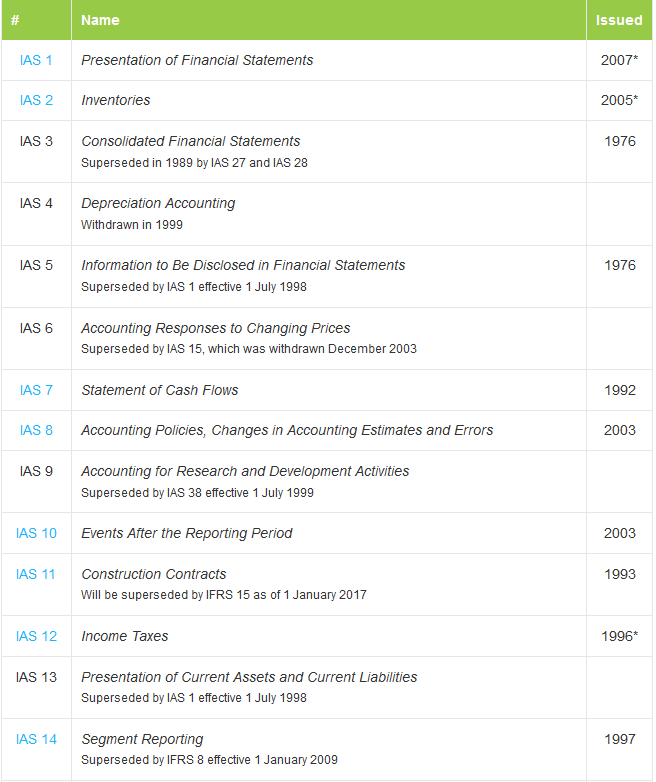 # Name Issued
IAS 1 Presentation of Financial Statements 2007*
IAS 2 Inventories 2005*
IAS 3 Consolidated Financial Statements 1976
Superseded in 1989 by IAS 27 and IAS 28
IAS 4 Depreciation Accounting
Withdrawn in 1999
IAS 5 Information to Be Disclosed in Financial Statements 1976
Superseded by IAS 1 effective 1 July 1998
IAS 6 Accounting Responses to Changing Prices
Superseded by IAS 15, which was withdrawn December 2003
IAS 7 Statement of Cash Flows 1992
IAS 8 Accounting Policies, Changes in Accounting Estimates and Errors 2003
IAS 9 Accounting for Research and Development Activities
Superseded by IAS 38 effective 1 July 1999
IAS 10 Events After the Reporting Period 2003
IAS 11 Construction Contracts 1993
Will be superseded by IFRS 15 as of 1 January 2017
IAS 12 Income Taxes 1996*
IAS 13 Presentation of Current Assets and Current Liabilities
Superseded by IAS 1 effective 1 July 1998
IAS 14 Segment Reporting 1997
Superseded by IFRS 8 effective 1 January 2009